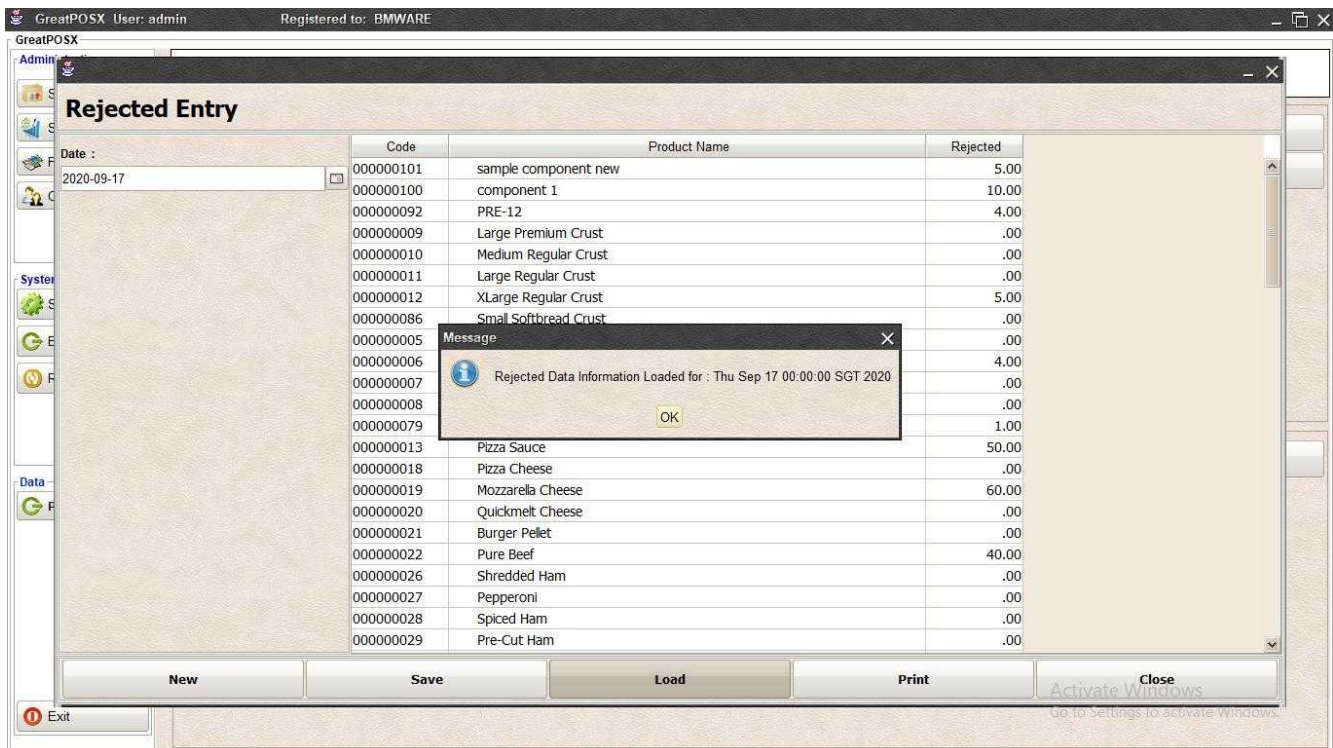 GreatPOSX User: admin Registered to: BMWARE
GreatPOSX
Rejected Entry
Date :
2020-09-17
Code Product Name Rejected
000000101 sample component new 5.00
000000100 component 1 10.00
000000092 PRE-12 4.00
000000009 Large Premium Crust .00
000000010 Medium Regular Crust .00
000000011 Large Regular Crust .00
000000012 XLarge Regular Crust 5.00
000000086 Small Softbread Crust .00
000000005 .00
000000006 4.00
000000007 .00
000000008 .00
000000079 1.00
000000013 Pizza Sauce 50.00
000000018 Pizza Cheese .00
000000019 Mozzarella Cheese 60.00
000000020 Quickmelt Cheese .00
000000021 Burger Pellet .00
000000022 Pure Beef 40.00
000000026 Shredded Ham .00
000000027 Pepperoni .00
000000028 Spiced Ham .00
000000029 Pre-Cut Ham .00
Message
Rejected Data Information Loaded for : Thu Sep 17 00:00:00 SGT 2020
OK
New Save Load Print Close
Data
Exit
Activate Windows
Go to Settings to activate Windows.